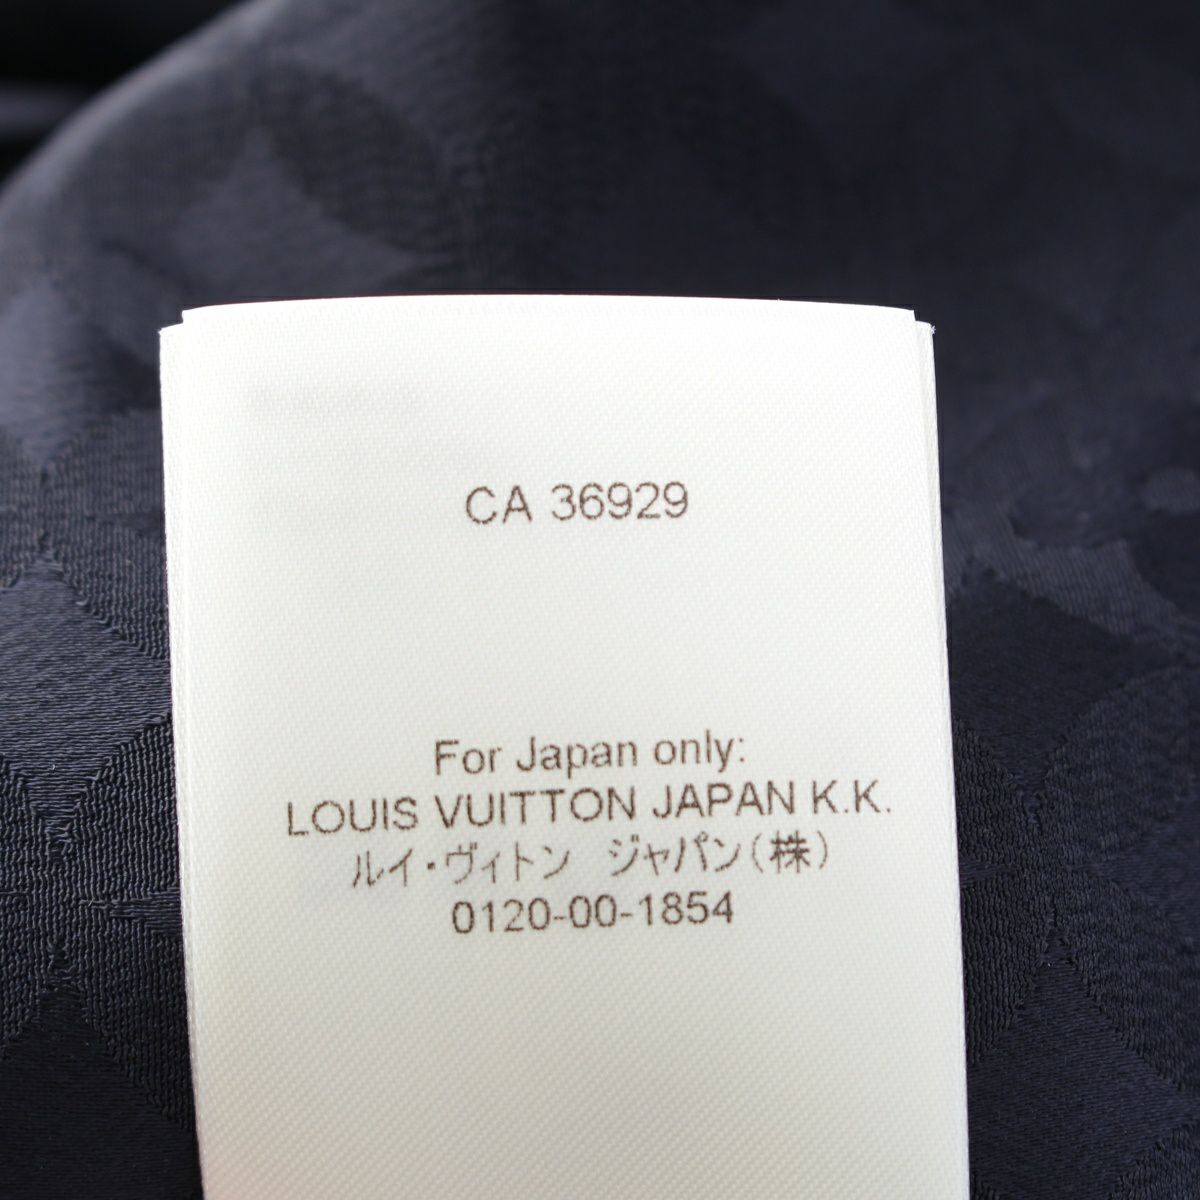 CA 36929
For Japan only:
LOUIS VUITTON JAPAN K.K.
ルイ・ヴィトン　ジャパン(株)
0120-00-1854